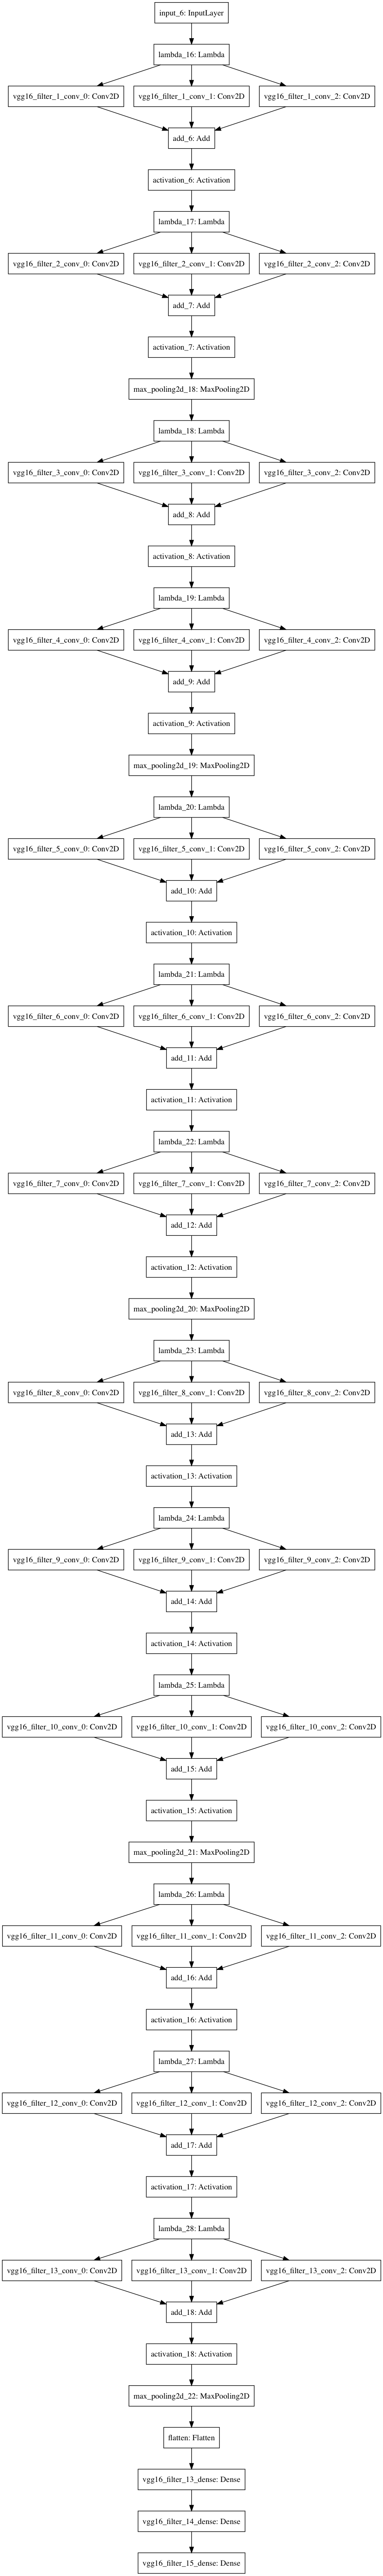 input_6: InputLayer
lambda_16: Lambda
vgg16_filter_1_conv_0: Conv2D
vgg16_filter_1_conv_1: Conv2D
vgg16_filter_1_conv_2: Conv2D
add_6: Add
activation_6: Activation
lambda_17: Lambda
vgg16_filter_2_conv_0: Conv2D
vgg16_filter_2_conv_1: Conv2D
vgg16_filter_2_conv_2: Conv2D
add_7: Add
activation_7: Activation
max_pooling2d_18: MaxPooling2D
lambda_18: Lambda
vgg16_filter_3_conv_0: Conv2D
vgg16_filter_3_conv_1: Conv2D
vgg16_filter_3_conv_2: Conv2D
add_8: Add
activation_8: Activation
lambda_19: Lambda
vgg16_filter_4_conv_0: Conv2D
vgg16_filter_4_conv_1: Conv2D
vgg16_filter_4_conv_2: Conv2D
add_9: Add
activation_9: Activation
max_pooling2d_19: MaxPooling2D
lambda_20: Lambda
vgg16_filter_5_conv_0: Conv2D
vgg16_filter_5_conv_1: Conv2D
vgg16_filter_5_conv_2: Conv2D
add_10: Add
activation_10: Activation
lambda_21: Lambda
vgg16_filter_6_conv_0: Conv2D
vgg16_filter_6_conv_1: Conv2D
vgg16_filter_6_conv_2: Conv2D
add_11: Add
activation_11: Activation
lambda_22: Lambda
vgg16_filter_7_conv_0: Conv2D
vgg16_filter_7_conv_1: Conv2D
vgg16_filter_7_conv_2: Conv2D
add_12: Add
activation_12: Activation
max_pooling2d_20: MaxPooling2D
lambda_23: Lambda
vgg16_filter_8_conv_0: Conv2D
vgg16_filter_8_conv_1: Conv2D
vgg16_filter_8_conv_2: Conv2D
add_13: Add
activation_13: Activation
lambda_24: Lambda
vgg16_filter_9_conv_0: Conv2D
vgg16_filter_9_conv_1: Conv2D
vgg16_filter_9_conv_2: Conv2D
add_14: Add
activation_14: Activation
lambda_25: Lambda
vgg16_filter_10_conv_0: Conv2D
vgg16_filter_10_conv_1: Conv2D
vgg16_filter_10_conv_2: Conv2D
add_15: Add
activation_15: Activation
max_pooling2d_21: MaxPooling2D
lambda_26: Lambda
vgg16_filter_11_conv_0: Conv2D
vgg16_filter_11_conv_1: Conv2D
vgg16_filter_11_conv_2: Conv2D
add_16: Add
activation_16: Activation
lambda_27: Lambda
vgg16_filter_12_conv_0: Conv2D
vgg16_filter_12_conv_1: Conv2D
vgg16_filter_12_conv_2: Conv2D
add_17: Add
activation_17: Activation
lambda_28: Lambda
vgg16_filter_13_conv_0: Conv2D
vgg16_filter_13_conv_1: Conv2D
vgg16_filter_13_conv_2: Conv2D
add_18: Add
activation_18: Activation
max_pooling2d_22: MaxPooling2D
flatten: Flatten
vgg16_filter_13_dense: Dense
vgg16_filter_14_dense: Dense
vgg16_filter_15_dense: Dense